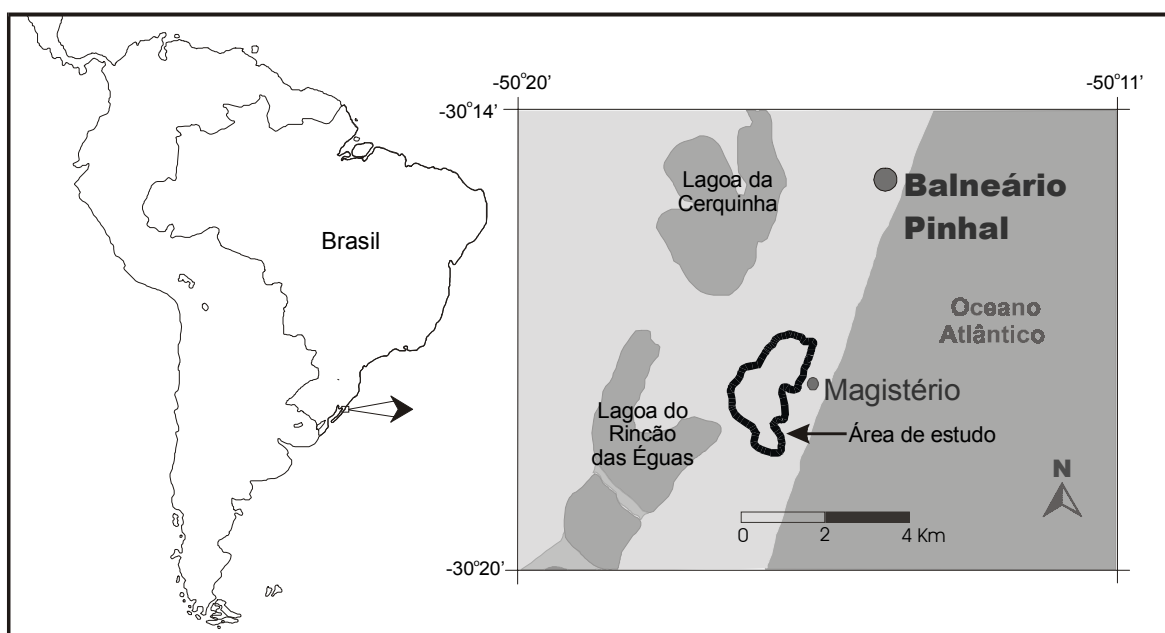 -50°20'
-50°11'
-30°14'
Lagoa da
Cerquinha
Balneário
Pinhal
Brasil
Oceano
Atlântico
Magistério
Lagoa do
Rincão
das Éguas
Área de estudo
N
0 2 4 Km
-30°20'